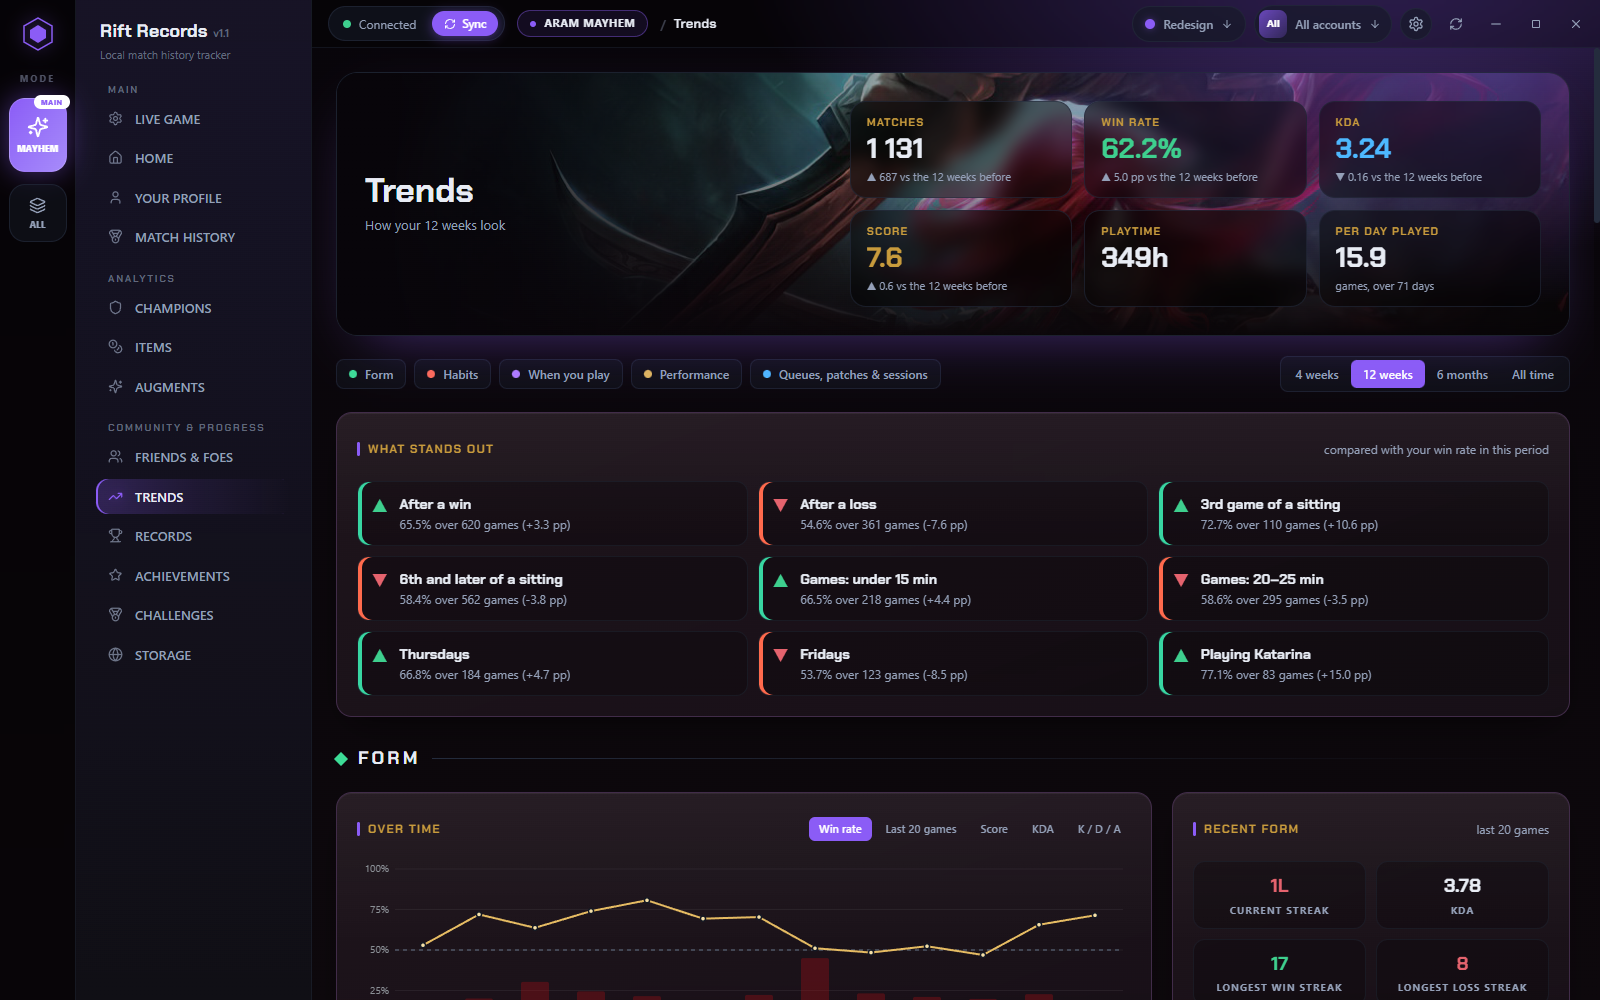 MODE
MAIN
MAYHEM
ALL
Rift Records v1.1
Local match history tracker
MAIN
LIVE GAME
HOME
YOUR PROFILE
MATCH HISTORY
ANALYTICS
CHAMPIONS
ITEMS
AUGMENTS
COMMUNITY & PROGRESS
FRIENDS & FOES
TRENDS
RECORDS
ACHIEVEMENTS
CHALLENGES
STORAGE
Connected
Sync
ARAM MAYHEM / Trends
Redesign
All All accounts
Trends
How your 12 weeks look
MATCHES
1 131
▲ 687 vs the 12 weeks before
WIN RATE
62.2%
▲ 5.0 pp vs the 12 weeks before
KDA
3.24
▼ 0.16 vs the 12 weeks before
SCORE
7.6
▲ 0.6 vs the 12 weeks before
PLAYTIME
349h
PER DAY PLAYED
15.9
games, over 71 days
Form
Habits
When you play
Performance
Queues, patches & sessions
4 weeks
12 weeks
6 months
All time
WHAT STANDS OUT
compared with your win rate in this period
▲ After a win
65.5% over 620 games (+3.3 pp)
▼ After a loss
54.6% over 361 games (-7.6 pp)
▲ 3rd game of a sitting
72.7% over 110 games (+10.6 pp)
▼ 6th and later of a sitting
58.4% over 562 games (-3.8 pp)
▲ Games: under 15 min
66.5% over 218 games (+4.4 pp)
▼ Games: 20–25 min
58.6% over 295 games (-3.5 pp)
▲ Thursdays
66.8% over 184 games (+4.7 pp)
▼ Fridays
53.7% over 123 games (-8.5 pp)
▲ Playing Katarina
77.1% over 83 games (+15.0 pp)
FORM
OVER TIME
Win rate
Last 20 games
Score
KDA
K / D / A
100%
75%
50%
25%
RECENT FORM
last 20 games
1L
CURRENT STREAK
3.78
KDA
17
LONGEST WIN STREAK
8
LONGEST LOSS STREAK